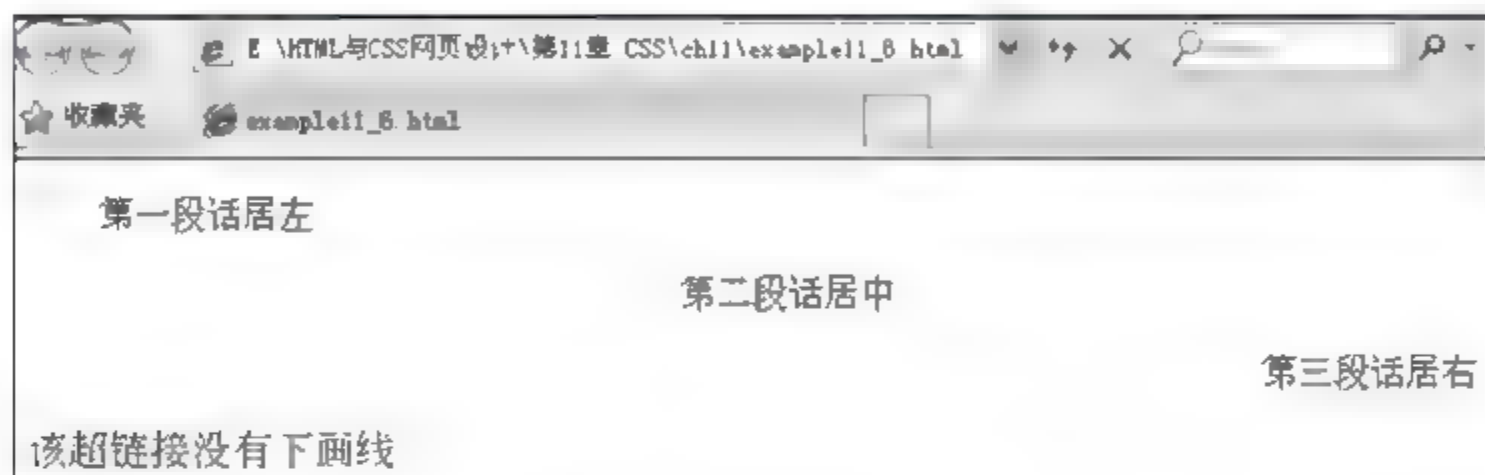 E \HTML与CSS网页设计\第11章 CSS\ch11\example11_6 html
收藏夹 example11_6 html
第一段话居左
第二段话居中
第三段话居右
该超链接没有下画线